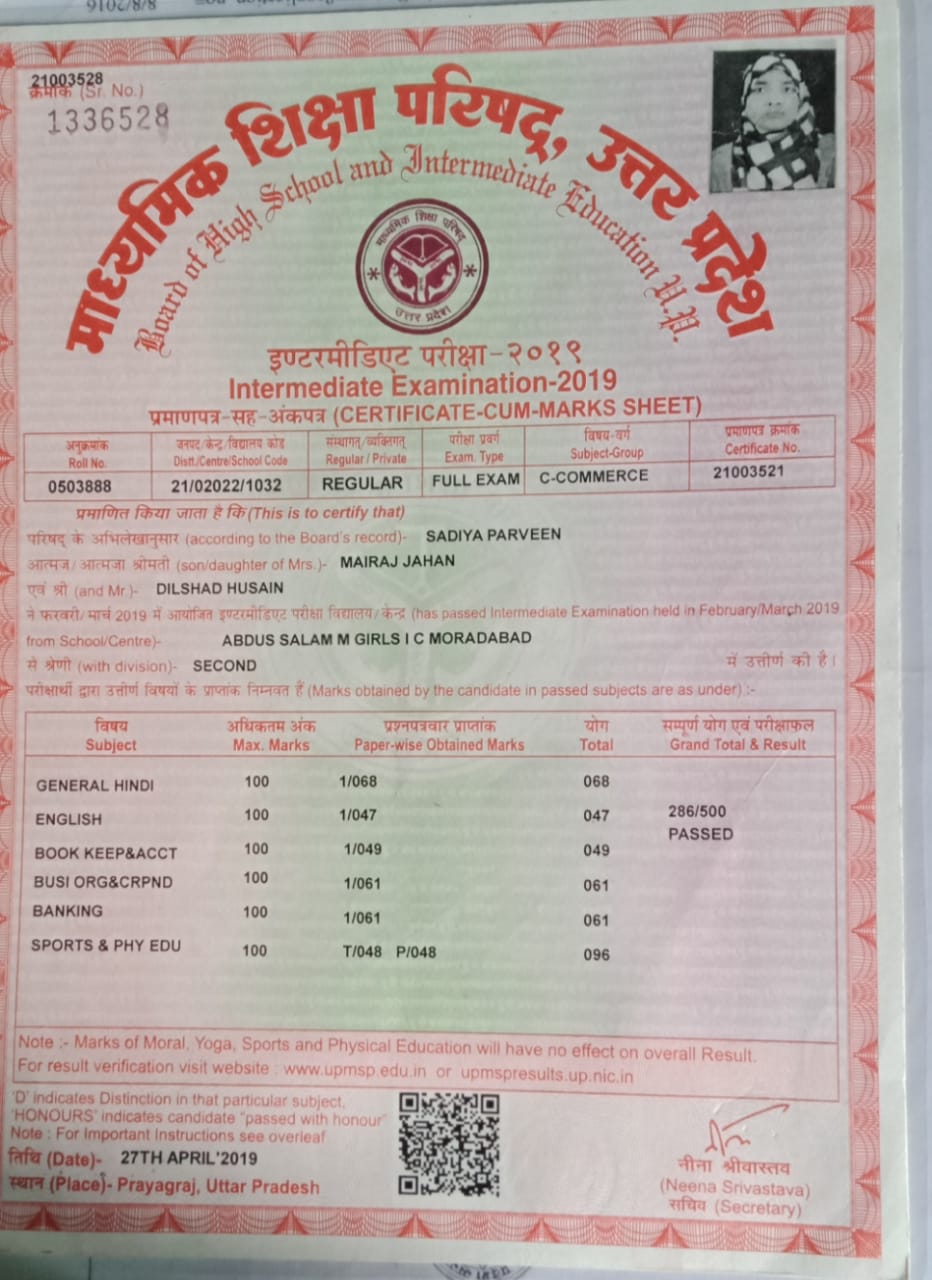 8/8/2016
21003528
क्रमांक (Sr. No.)
1336528
माध्यमिक शिक्षा परिषद्, उत्तर प्रदेश
Board of High School and Intermediate Education U.P.
माध्यमिक शिक्षा परिषद्
उत्तर प्रदेश
इण्टरमीडिएट परीक्षा-२०१९
Intermediate Examination-2019
प्रमाणपत्र-सह-अंकपत्र (CERTIFICATE-CUM-MARKS SHEET)
अनुक्रमांक जनपद/केन्द्र/विद्यालय कोड संस्थागत/व्यक्तिगत परीक्षा प्रवर्ग विषय-वर्ग प्रमाणपत्र क्रमांक
Roll No. Distt./Centre/School Code Regular / Private Exam. Type Subject-Group Certificate No.
0503888 21/02022/1032 REGULAR FULL EXAM C-COMMERCE 21003521
प्रमाणित किया जाता है कि (This is to certify that)
परिषद् के अभिलेखानुसार (according to the Board's record)- SADIYA PARVEEN
आत्मज/ आत्मजा श्रीमती (son/daughter of Mrs.)- MAIRAJ JAHAN
एवं श्री (and Mr.)- DILSHAD HUSAIN
ने फरवरी/ मार्च 2019 में आयोजित इण्टरमीडिएट परीक्षा विद्यालय/ केन्द्र (has passed Intermediate Examination held in February/March 2019
from School/Centre)- ABDUS SALAM M GIRLS I C MORADABAD
से श्रेणी (with division)- SECOND में उत्तीर्ण की है।
परीक्षार्थी द्वारा उत्तीर्ण विषयों के प्राप्तांक निम्नवत हैं (Marks obtained by the candidate in passed subjects are as under) :-
विषय अधिकतम अंक प्रश्नपत्रवार प्राप्तांक योग सम्पूर्ण योग एवं परीक्षाफल
Subject Max. Marks Paper-wise Obtained Marks Total Grand Total & Result
GENERAL HINDI 100 1/068 068
ENGLISH 100 1/047 047 286/500
PASSED
BOOK KEEP&ACCT 100 1/049 049
BUSI ORG&CRPND 100 1/061 061
BANKING 100 1/061 061
SPORTS & PHY EDU 100 T/048 P/048 096
Note :- Marks of Moral, Yoga, Sports and Physical Education will have no effect on overall Result.
For result verification visit website : www.upmsp.edu.in or upmspresults.up.nic.in
'D' indicates Distinction in that particular subject,
'HONOURS' indicates candidate "passed with honour"
Note : For Important Instructions see overleaf
तिथि (Date)- 27TH APRIL'2019
स्थान (Place)- Prayagraj, Uttar Pradesh
नीना श्रीवास्तव
(Neena Srivastava)
सचिव (Secretary)